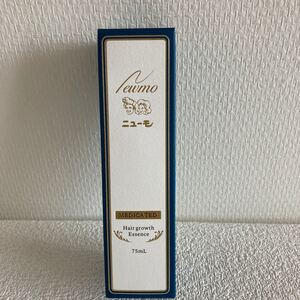 Newmo
ニューモ
MEDICATED
Hair growth
Essence
75mL